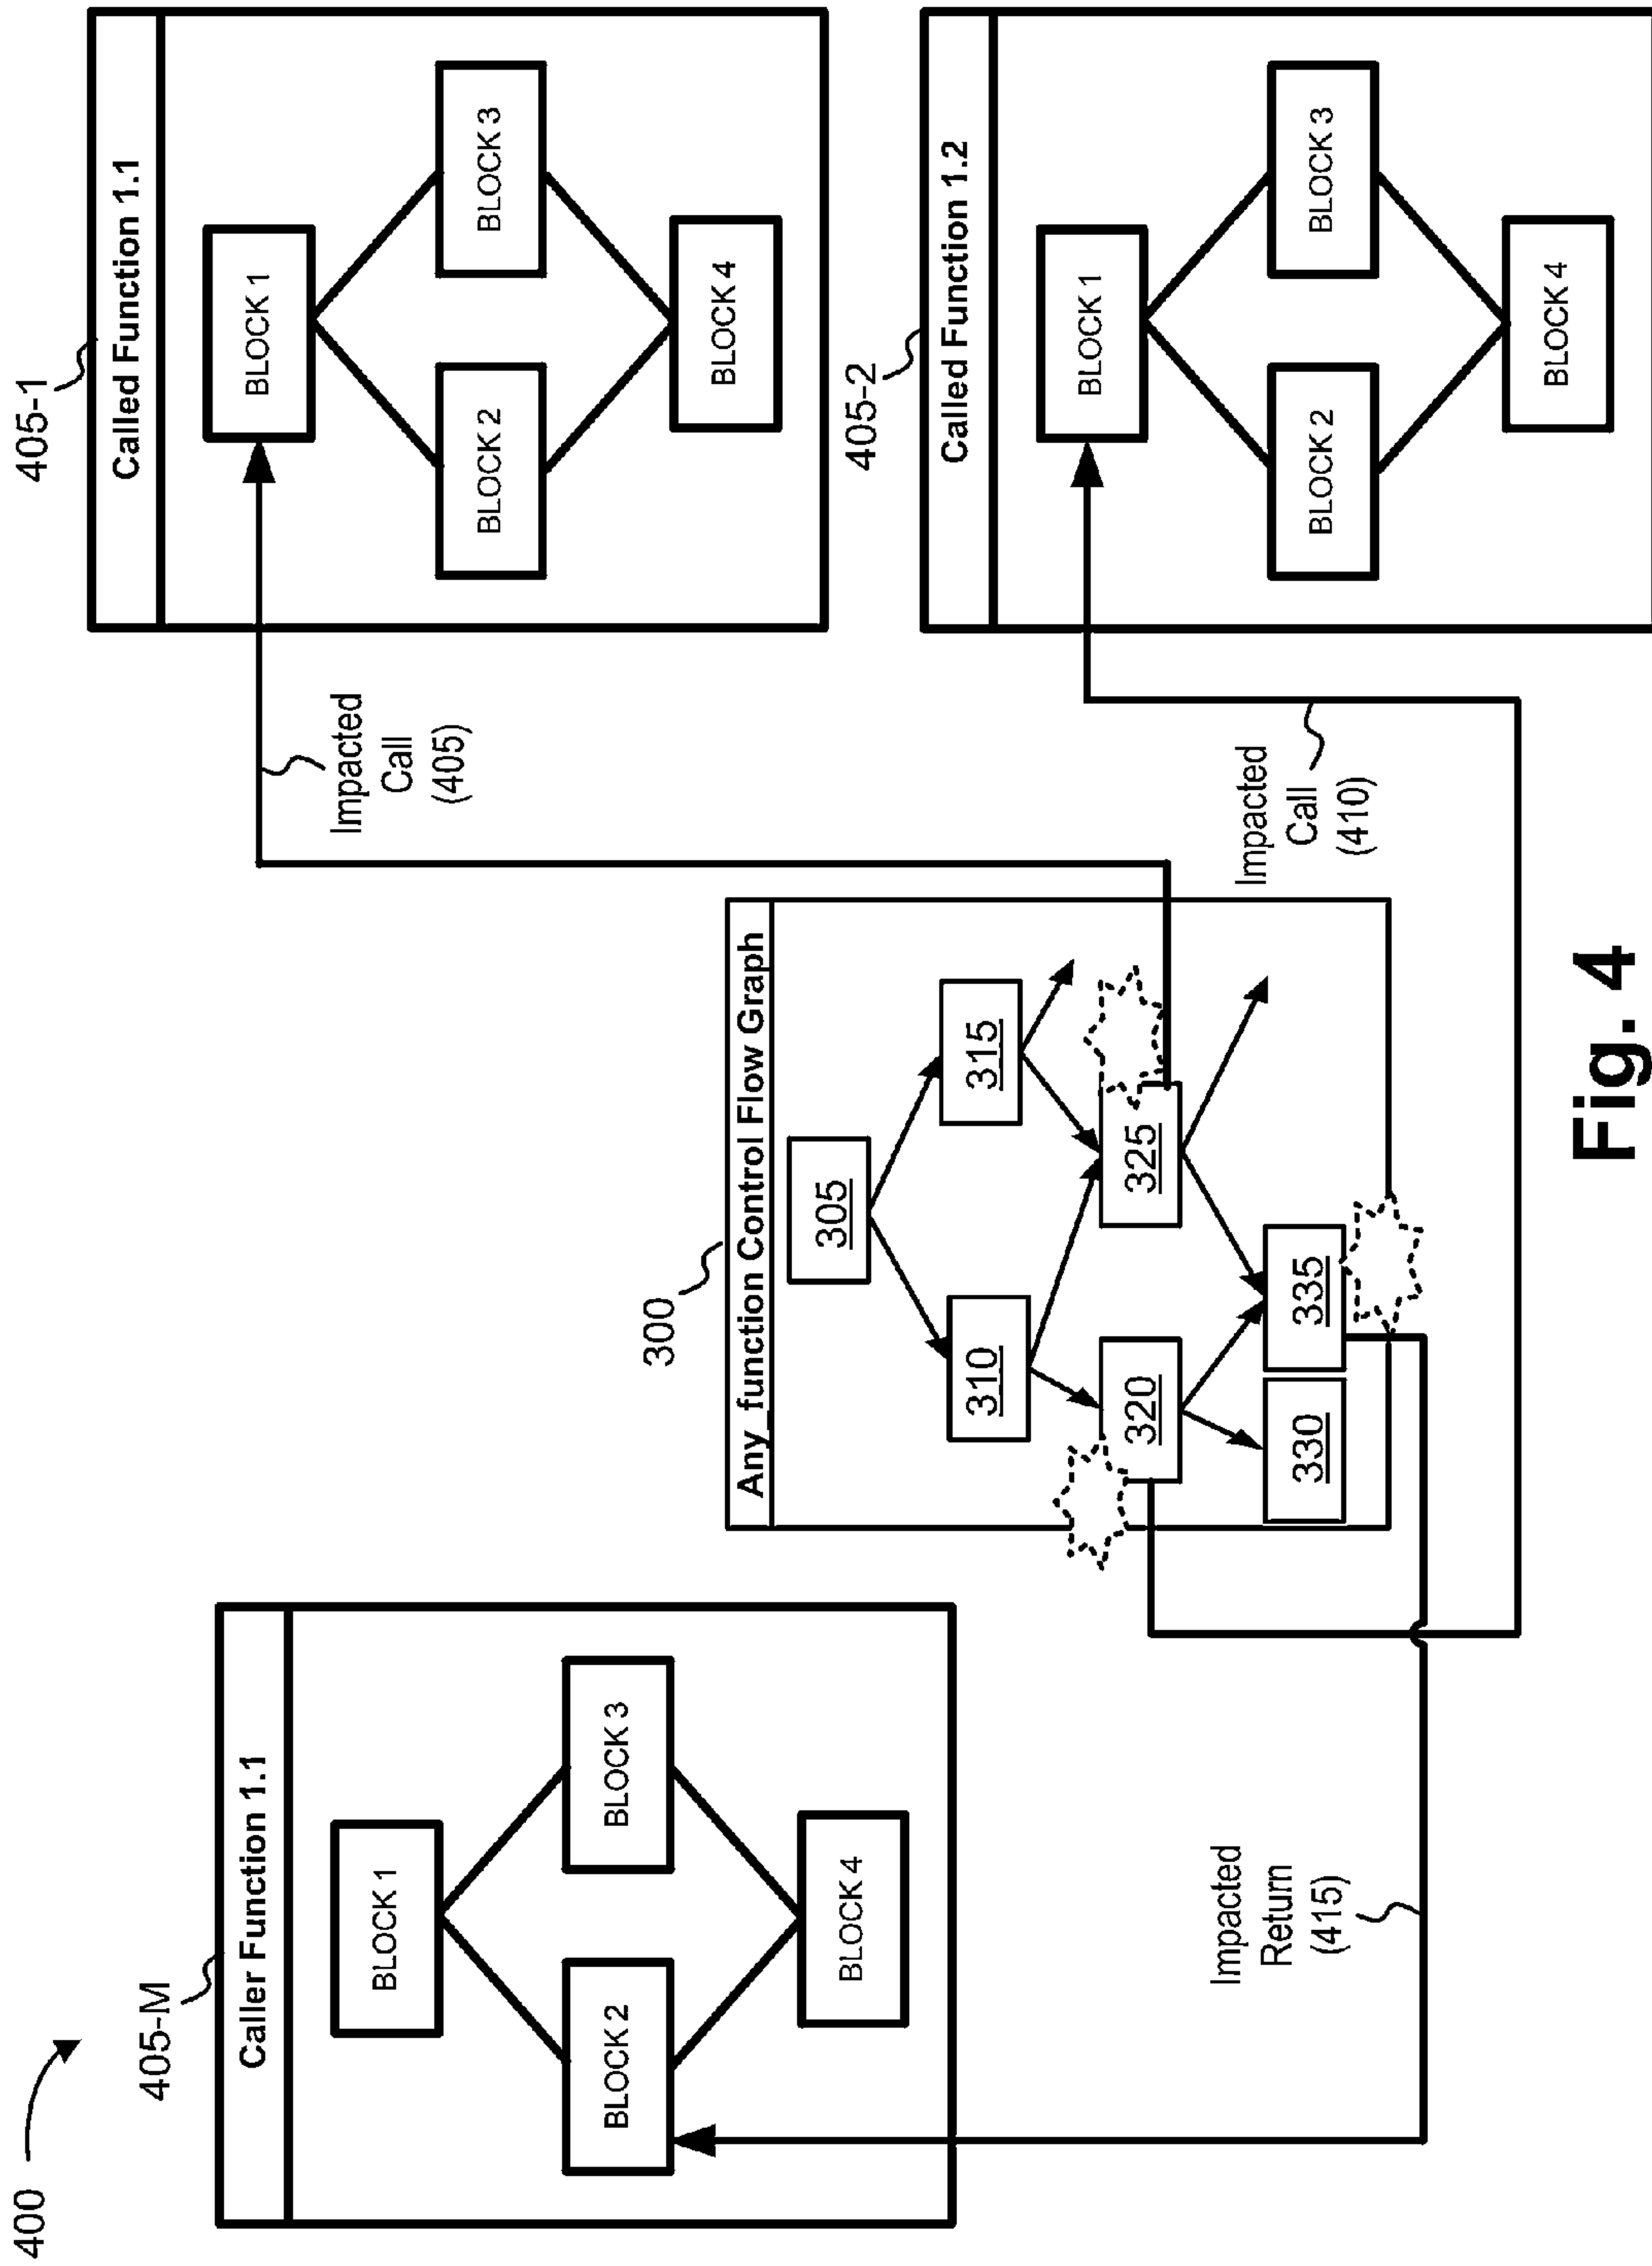 400
405-M
Caller Function 1.1
BLOCK 1
BLOCK 2
BLOCK 3
BLOCK 4
300
Any_function Control Flow Graph
305
310
315
320
325
330
335
405-1
Called Function 1.1
BLOCK 1
BLOCK 2
BLOCK 3
BLOCK 4
405-2
Called Function 1.2
BLOCK 1
BLOCK 2
BLOCK 3
BLOCK 4
Impacted
Call
(405)
Impacted
Call
(410)
Impacted
Return
(415)
Fig. 4